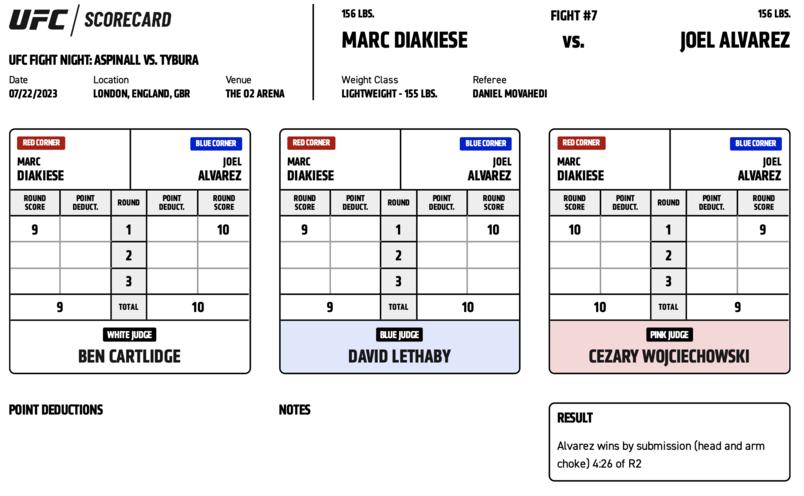 UFC / SCORECARD
UFC FIGHT NIGHT: ASPINALL VS. TYBURA
Date Location Venue
07/22/2023 LONDON, ENGLAND, GBR THE O2 ARENA
156 LBS. FIGHT #7 156 LBS.
MARC DIAKIESE VS. JOEL ALVAREZ
Weight Class Referee
LIGHTWEIGHT - 155 LBS. DANIEL MOVAHEDI
RED CORNER BLUE CORNER
MARC JOEL
DIAKIESE ALVAREZ
ROUND POINT ROUND POINT ROUND
SCORE DEDUCT. DEDUCT. SCORE
9 1 10
2
3
9 TOTAL 10
WHITE JUDGE
BEN CARTLIDGE
RED CORNER BLUE CORNER
MARC JOEL
DIAKIESE ALVAREZ
ROUND POINT ROUND POINT ROUND
SCORE DEDUCT. DEDUCT. SCORE
9 1 10
2
3
9 TOTAL 10
BLUE JUDGE
DAVID LETHABY
RED CORNER BLUE CORNER
MARC JOEL
DIAKIESE ALVAREZ
ROUND POINT ROUND POINT ROUND
SCORE DEDUCT. DEDUCT. SCORE
10 1 9
2
3
10 TOTAL 9
PINK JUDGE
CEZARY WOJCIECHOWSKI
POINT DEDUCTIONS
NOTES
RESULT
Alvarez wins by submission (head and arm
choke) 4:26 of R2